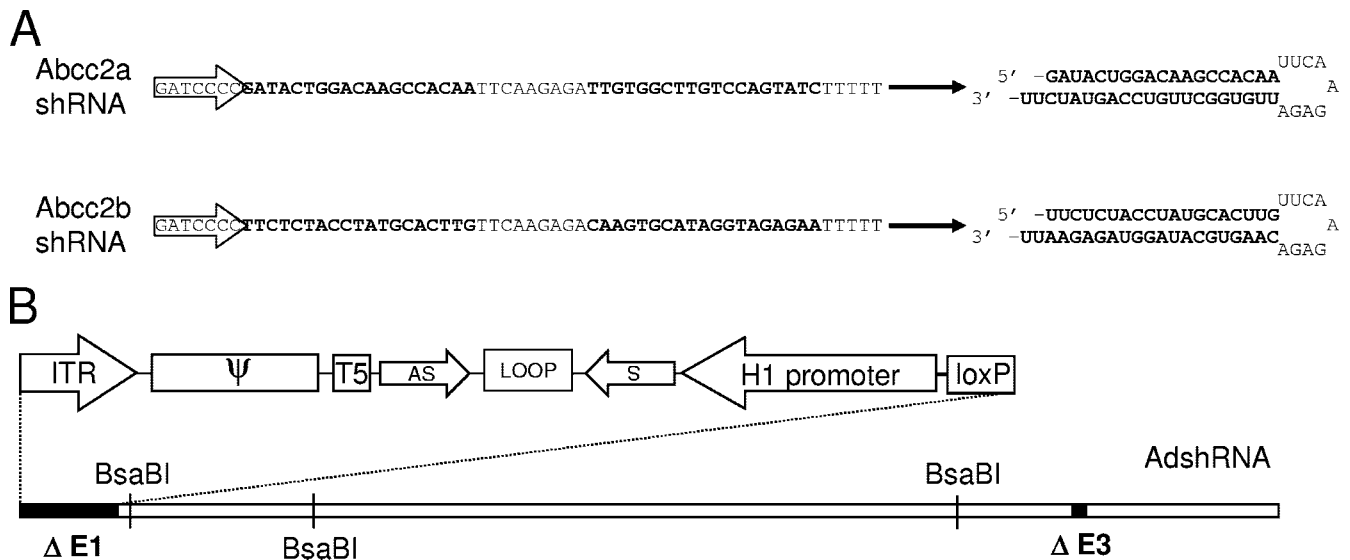 A
Abcc2a
shRNA
GATCCCCGATACTGGACAAGCCACAATTCAAGAGATTGTGGCTTGTCCAGTATCTTTTT
5' -GAUACUGGACAAGCCACAA
UUCA
A
3' -UUCUAUGACCUGUUCGGUGUU
AGAG
Abcc2b
shRNA
GATCCCCTTCTCTACCTATGCACTTGTTCAAGAGACAAGTGCATAGGTAGAGAATTTTT
5' -UUCUCUACCUAUGCACUUG
UUCA
A
3' -UUAAGAGAUGGAUACGUGAAC
AGAG
B
ITR Ψ T5 AS LOOP S H1 promoter loxP
AdshRNA
BsaBI BsaBI
Δ E1 BsaBI Δ E3